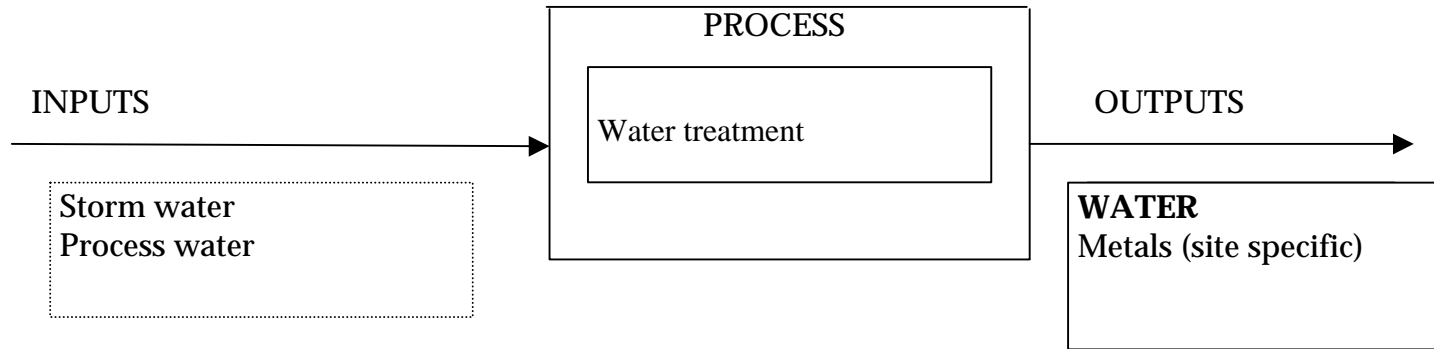 PROCESS
INPUTS
Water treatment
OUTPUTS
Storm water
Process water
WATER
Metals (site specific)